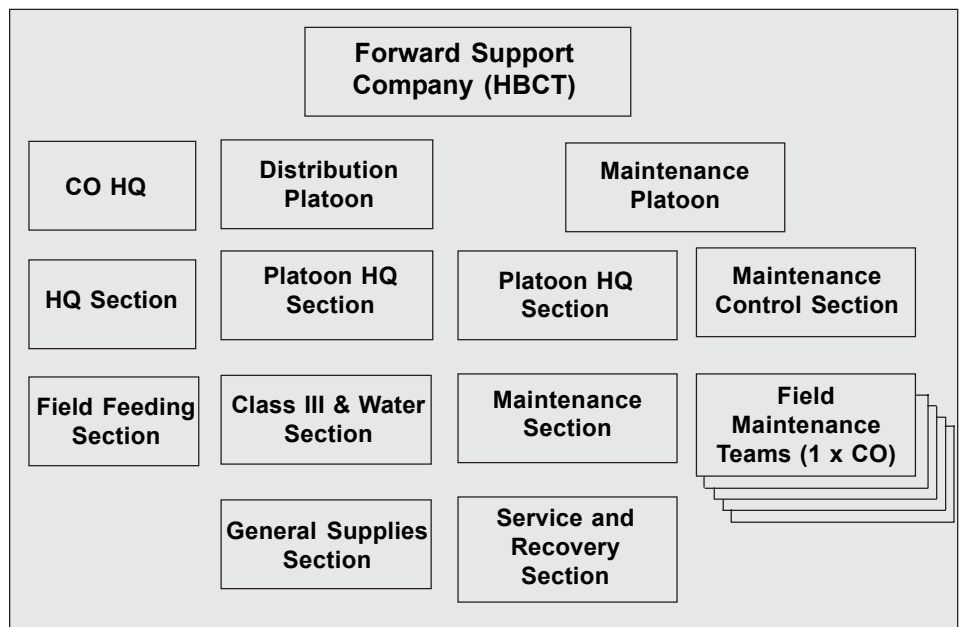 Forward Support
Company (HBCT)
CO HQ
Distribution
Platoon
Maintenance
Platoon
HQ Section
Platoon HQ
Section
Platoon HQ
Section
Maintenance
Control Section
Field Feeding
Section
Class III & Water
Section
Maintenance
Section
Field
Maintenance
Teams (1 x CO)
General Supplies
Section
Service and
Recovery
Section